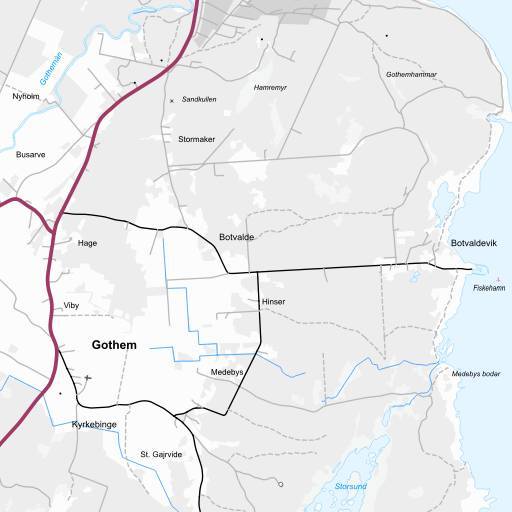 Gothomån
Gothemhammar
Hamremyr
Nyholm
Sandkullen
Stormaker
Busarve
Botvalde
Hage
Botvaldevik
Fiskehamn
Hinser
Viby
Gothem
Medebys
Medebys bodar
Kyrkebinge
St. Gajrvide
Storsund